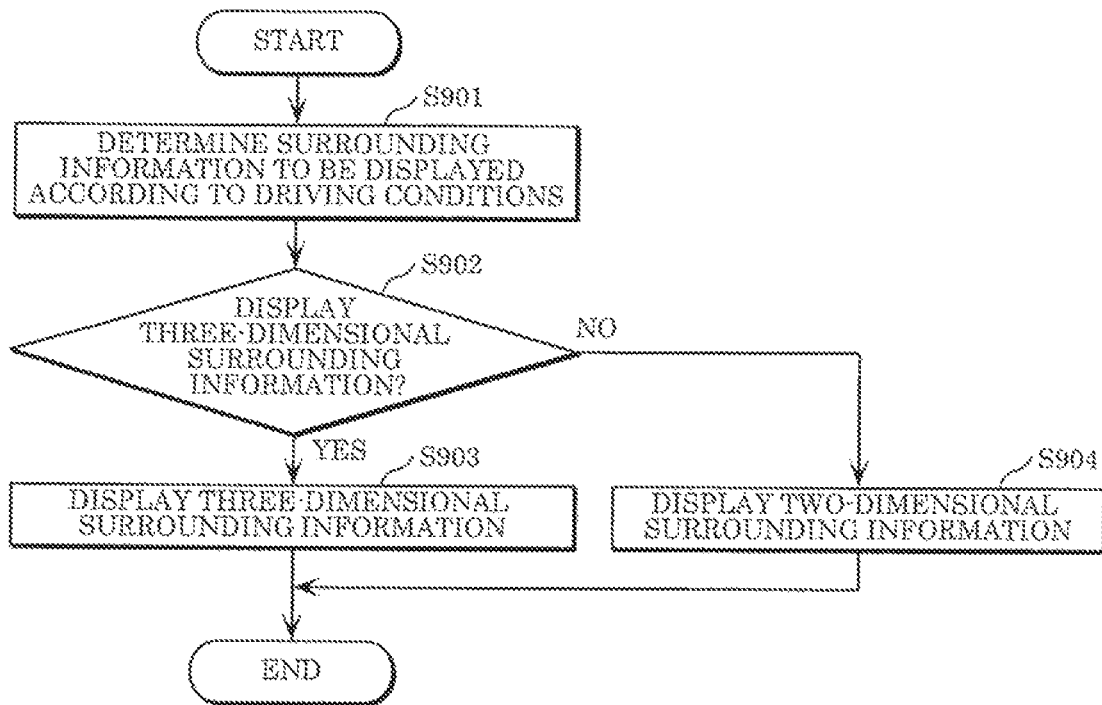 START
S901
DETERMINE SURROUNDING
INFORMATION TO BE DISPLAYED
ACCORDING TO DRIVING CONDITIONS
S902
DISPLAY
THREE-DIMENSIONAL
SURROUNDING
INFORMATION?
NO
YES
S903
DISPLAY THREE-DIMENSIONAL
SURROUNDING INFORMATION
S904
DISPLAY TWO-DIMENSIONAL
SURROUNDING INFORMATION
END